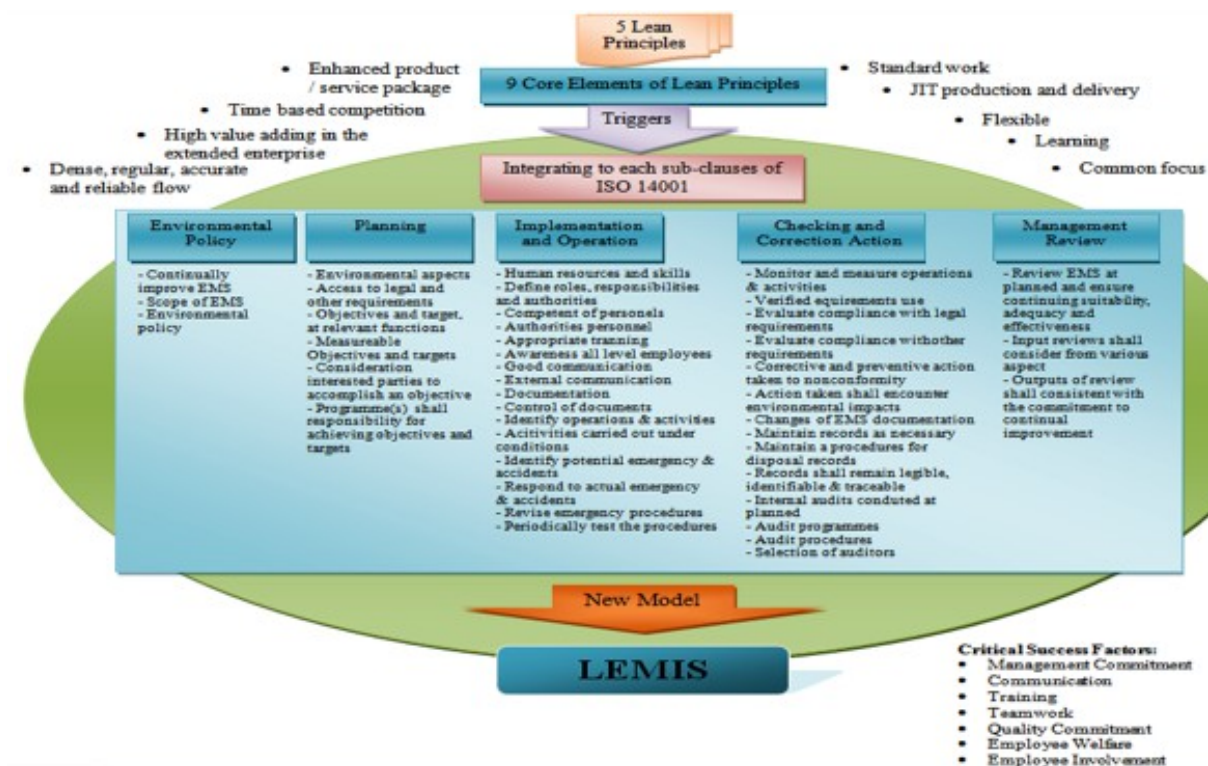 5 Lean
Principles
9 Core Elements of Lean Principles
Triggers
• Enhanced product
/ service package
• Time based competition
• High value adding in the
extended enterprise
• Dense, regular, accurate
and reliable flow
• Standard work
• JIT production and delivery
• Flexible
• Learning
• Common focus
Integrating to each sub-clauses of
ISO 14001
Environmental
Policy
- Continually
improve EMS
- Scope of EMS
- Environmental
policy
Planning
- Environmental aspects
- Access to legal and
other requirements
- Objectives and target,
at relevant functions
- Measureable
Objectives and targets
- Consideration
interested parties to
accomplish an objective
- Programme(s) shall
responsibility for
achieving objectives and
targets
Implementation
and Operation
- Human resources and skills
- Define roles, responsibilities
and authorities
- Competent of personels
- Authorities personnel
- Appropriate tranning
- Awareness all level employees
- Good communication
- External communication
- Documentation
- Control of documents
- Identify operations & activities
- Acitivities carried out under
conditions
- Identify potential emergency &
accidents
- Respond to actual emergency
& accidents
- Revise emergency procedures
- Periodically test the procedures
Checking and
Correction Action
- Monitor and measure operations
& activities
- Verified equirements use
- Evaluate compliance with legal
requirements
- Evaluate compliance withother
requirements
- Corrective and preventive action
taken to nonconformity
- Action taken shall encounter
environmental impacts
- Changes of EMS documentation
- Maintain records as necessary
- Maintain a procedures for
disposal records
- Records shall remain legible,
identifiable & traceable
- Internal audits conduted at
planned
- Audit programmes
- Audit procedures
- Selection of auditors
Management
Review
- Review EMS at
planned and ensure
continuing suitability,
adequacy and
effectiveness
- Input reviews shall
consider from various
aspect
- Outputs of review
shall consistent with
the commitment to
continual
improvement
New Model
LEMIS
Critical Success Factors:
• Management Commitment
• Communication
• Training
• Teamwork
• Quality Commitment
• Employee Welfare
• Employee Involvement